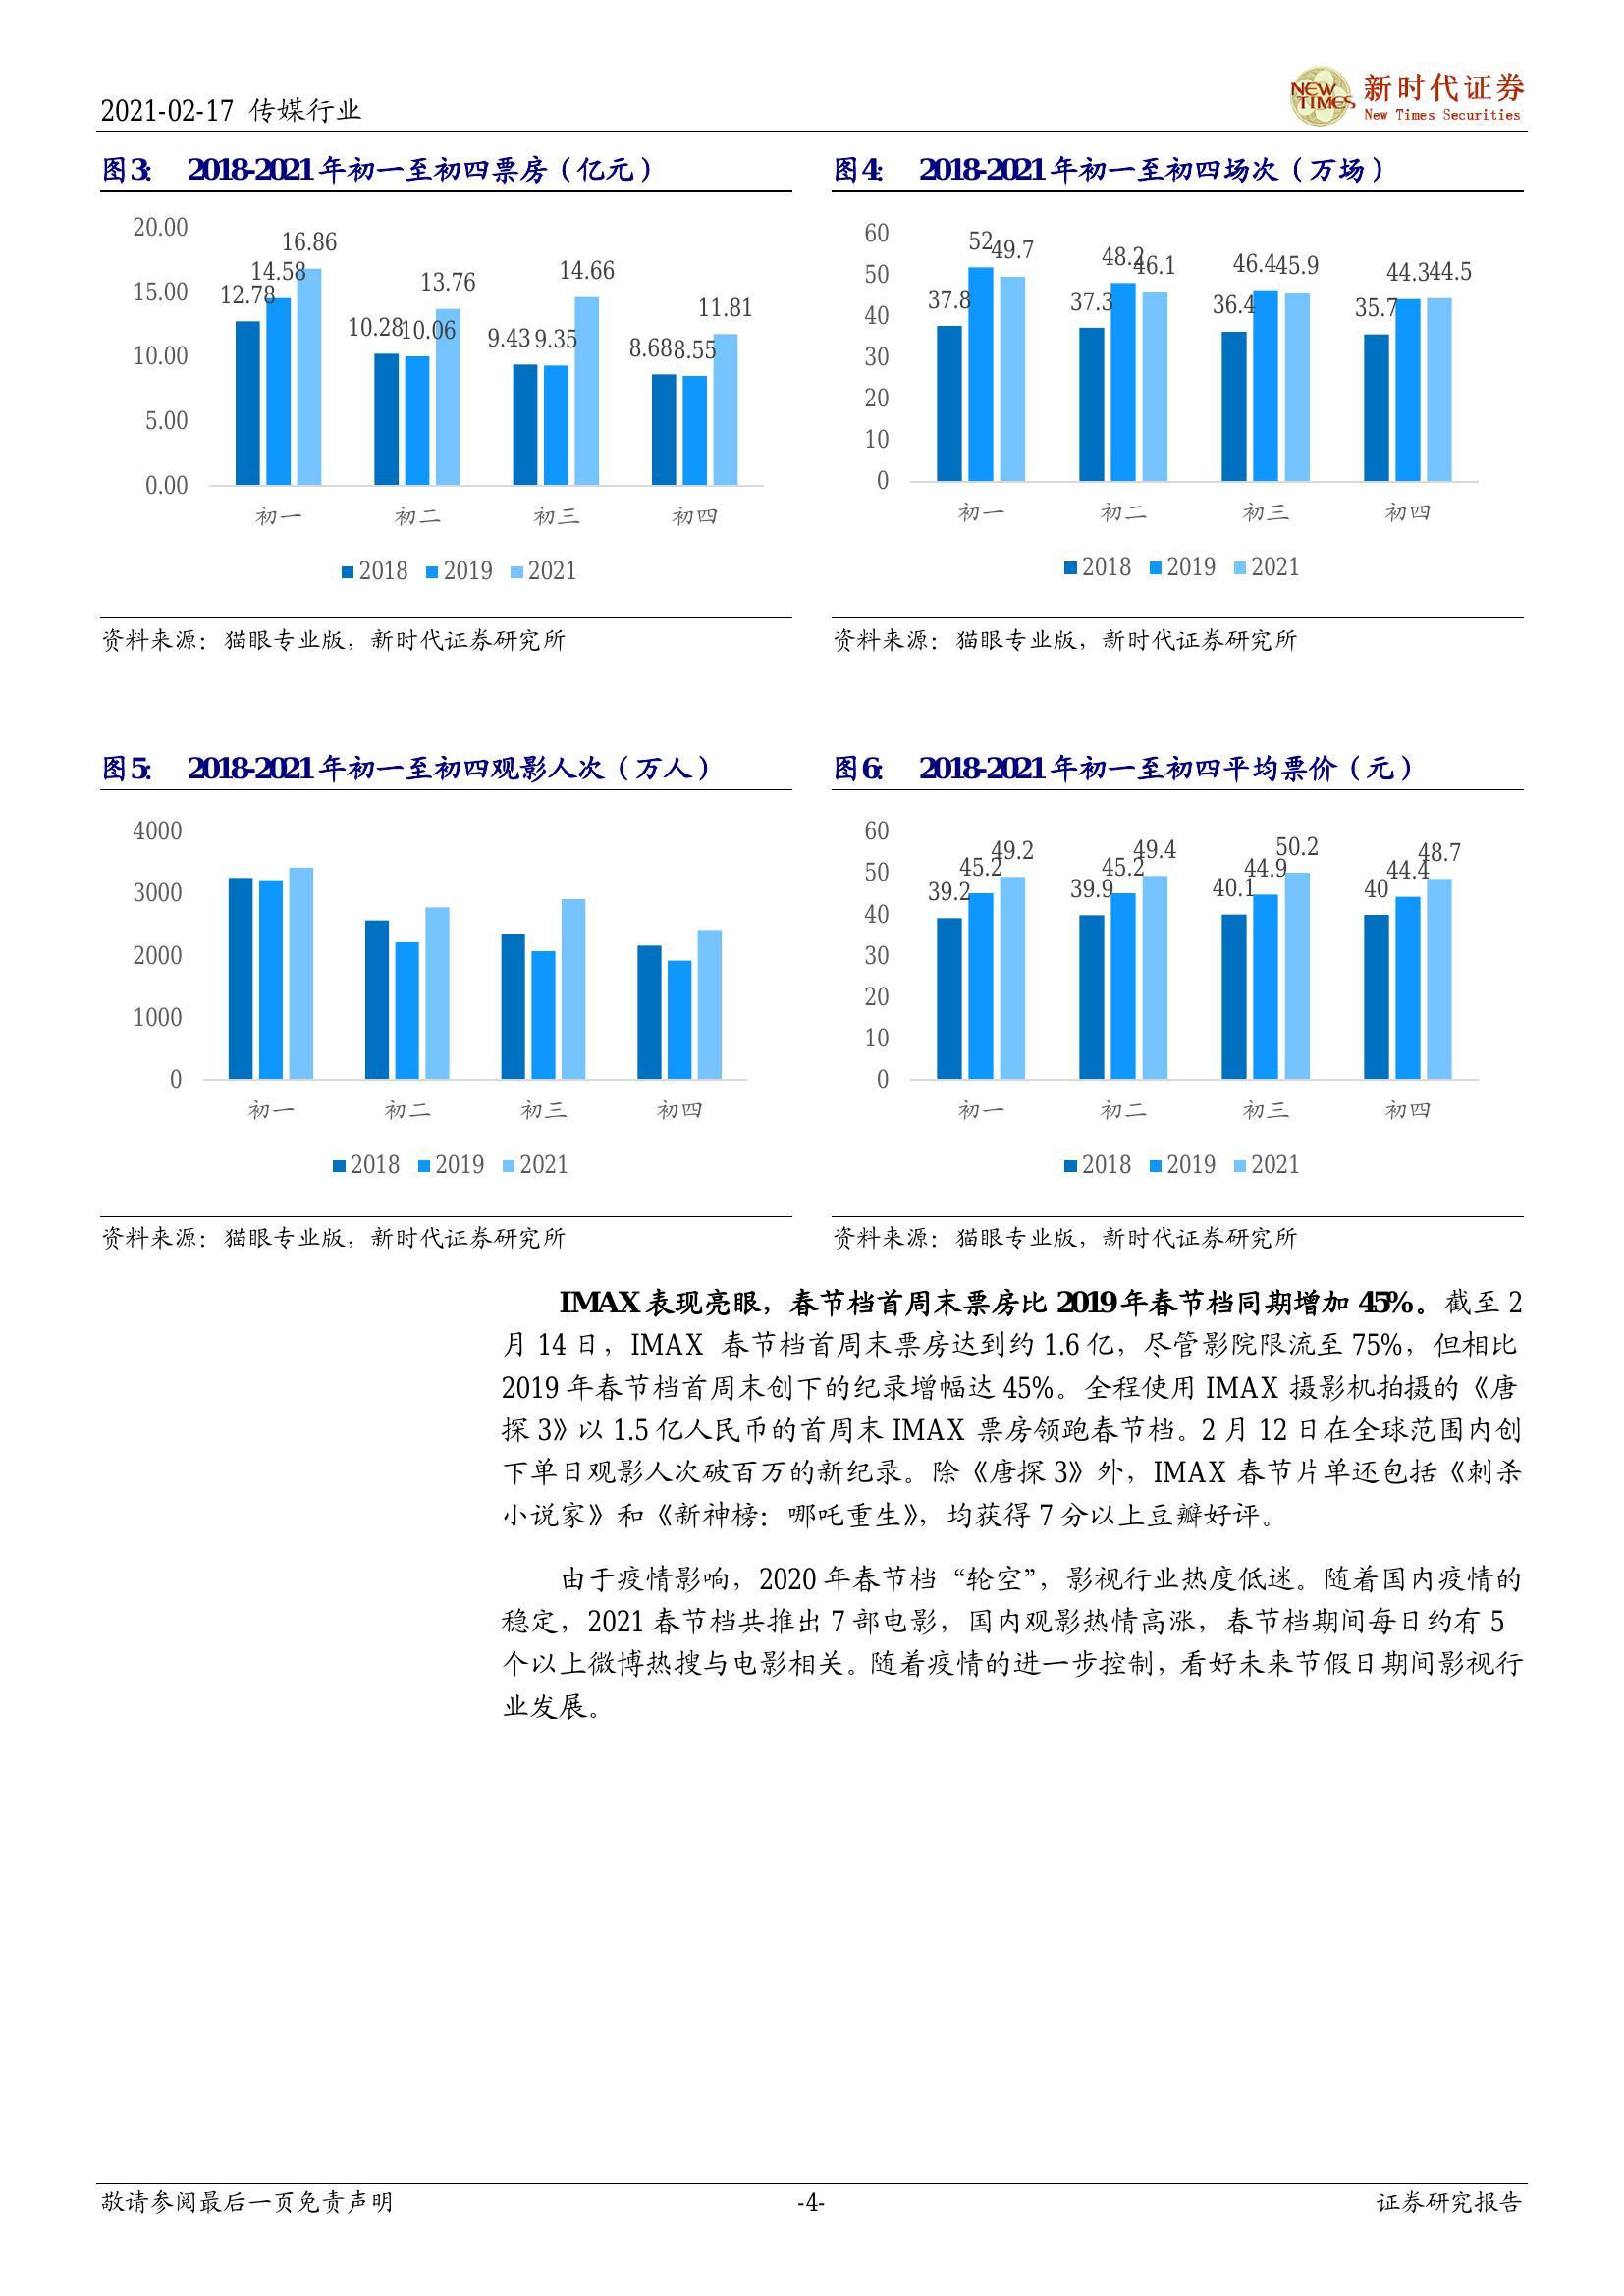 2021-02-17 传媒行业
NEW TIMES 新时代证券
New Times Securities
图3： 2018-2021年初一至初四票房（亿元）
20.00
15.00
10.00
5.00
0.00
12.78 14.58 16.86
10.28 10.06 13.76
9.43 9.35 14.66
8.68 8.55 11.81
初一 初二 初三 初四
2018 2019 2021
资料来源：猫眼专业版，新时代证券研究所
图4： 2018-2021年初一至初四场次（万场）
60
50
40
30
20
10
0
37.8 52 49.7
37.3 48.2 46.1
36.4 46.4 45.9
35.7 44.3 44.5
初一 初二 初三 初四
2018 2019 2021
资料来源：猫眼专业版，新时代证券研究所
图5： 2018-2021年初一至初四观影人次（万人）
4000
3000
2000
1000
0
初一 初二 初三 初四
2018 2019 2021
资料来源：猫眼专业版，新时代证券研究所
图6： 2018-2021年初一至初四平均票价（元）
60
50
40
30
20
10
0
39.2 45.2 49.2
39.9 45.2 49.4
40.1 44.9 50.2
40 44.4 48.7
初一 初二 初三 初四
2018 2019 2021
资料来源：猫眼专业版，新时代证券研究所
IMAX表现亮眼，春节档首周末票房比2019年春节档同期增加45%。截至2
月14日，IMAX 春节档首周末票房达到约1.6亿，尽管影院限流至75%，但相比
2019年春节档首周末创下的纪录增幅达45%。全程使用IMAX摄影机拍摄的《唐
探3》以1.5亿人民币的首周末IMAX 票房领跑春节档。2月12日在全球范围内创
下单日观影人次破百万的新纪录。除《唐探3》外，IMAX 春节片单还包括《刺杀
小说家》和《新神榜：哪吒重生》，均获得7分以上豆瓣好评。
由于疫情影响，2020年春节档“轮空”，影视行业热度低迷。随着国内疫情的
稳定，2021春节档共推出7部电影，国内观影热情高涨，春节档期间每日约有5
个以上微博热搜与电影相关。随着疫情的进一步控制，看好未来节假日期间影视行
业发展。
敬请参阅最后一页免责声明 -4- 证券研究报告